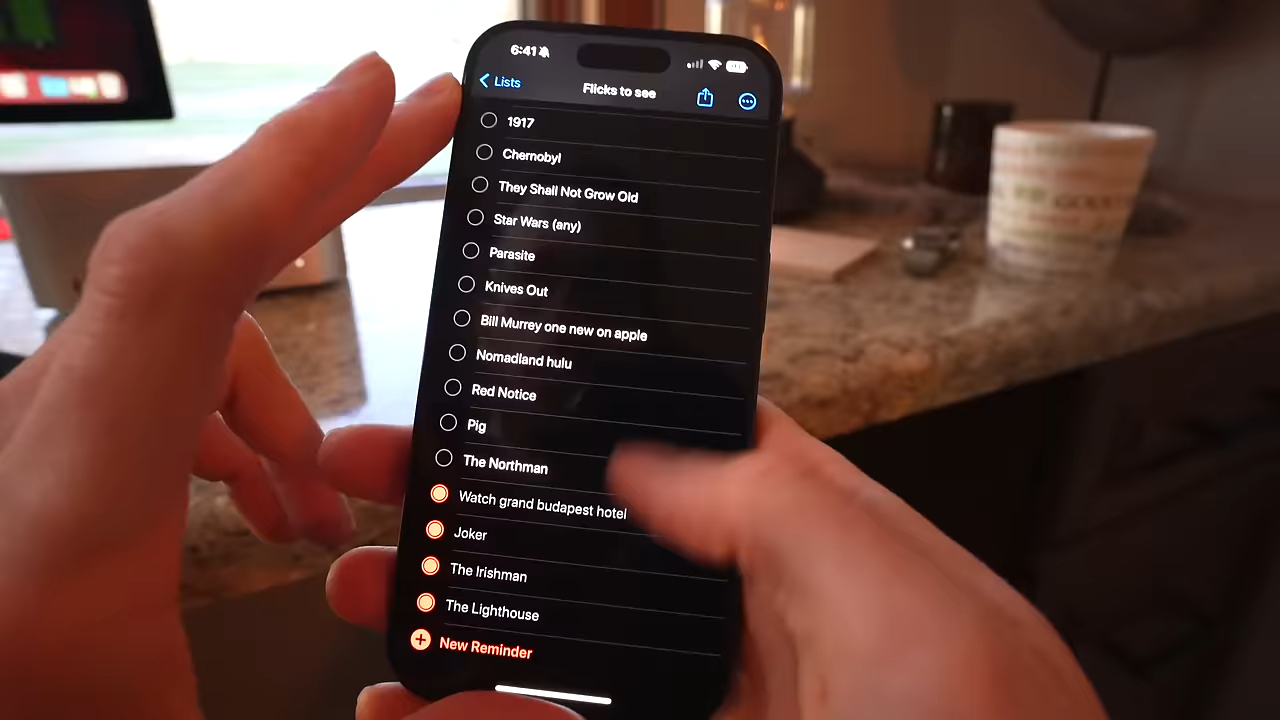 6:41
Lists
Flicks to see
1917
Chernobyl
They Shall Not Grow Old
Star Wars (any)
Parasite
Knives Out
Bill Murrey one new on apple
Nomadland hulu
Red Notice
Pig
The Northman
Watch grand budapest hotel
Joker
The Irishman
The Lighthouse
New Reminder